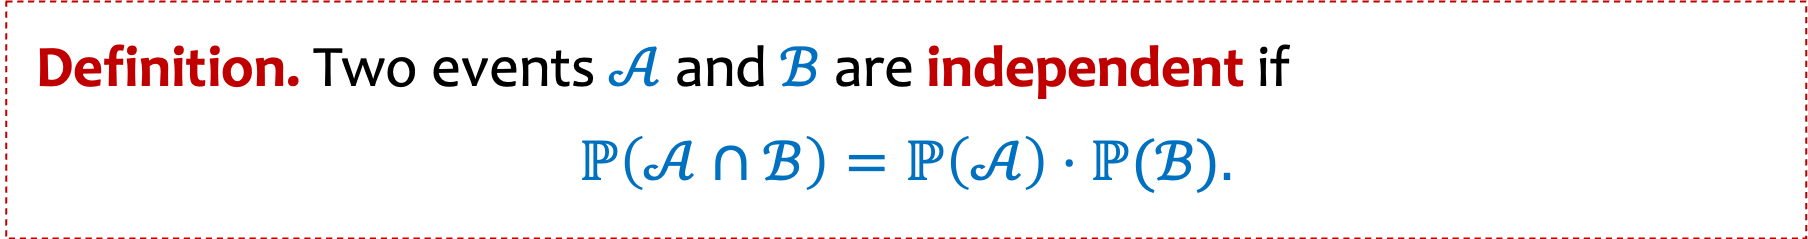 Definition. Two events 𝒜 and ℬ are independent if
ℙ(𝒜 ∩ ℬ) = ℙ(𝒜) · ℙ(ℬ).